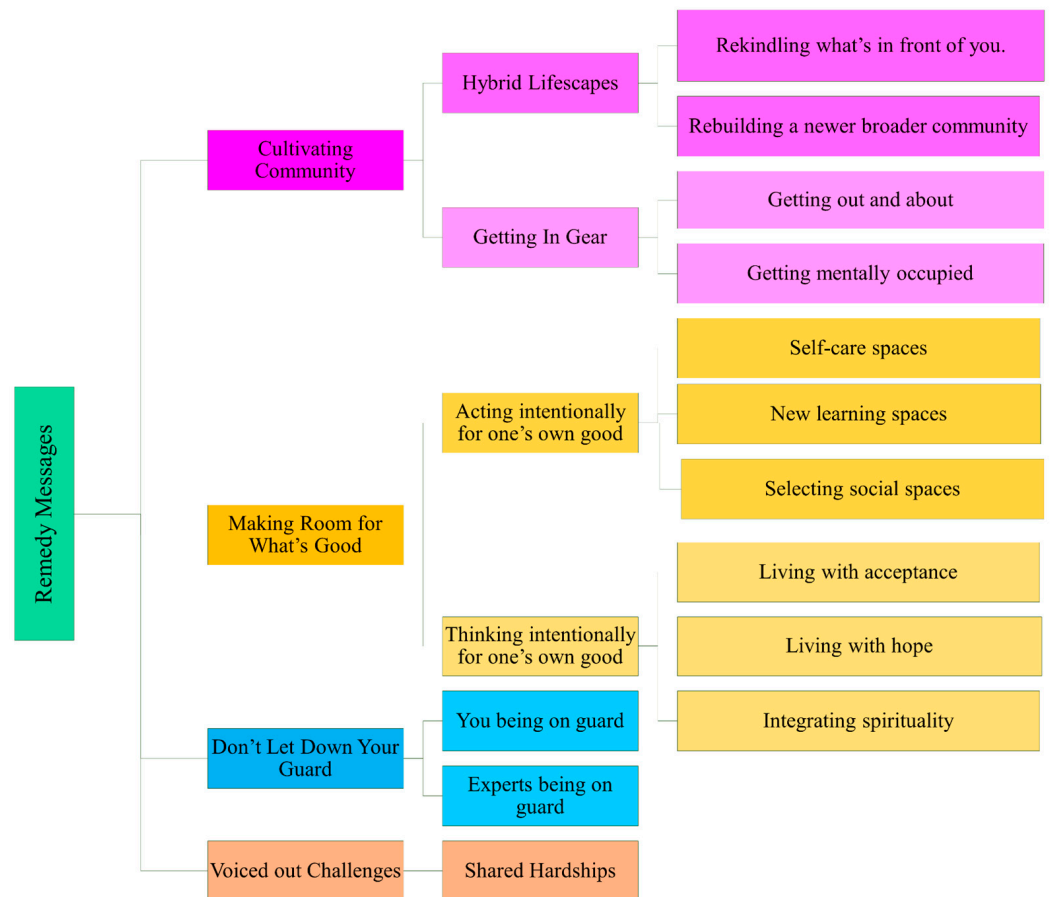 Remedy Messages
Cultivating
Community
Hybrid Lifescapes
Rekindling what’s in front of you.
Rebuilding a newer broader community
Getting In Gear
Getting out and about
Getting mentally occupied
Making Room for
What’s Good
Acting intentionally
for one’s own good
Self-care spaces
New learning spaces
Selecting social spaces
Thinking intentionally
for one’s own good
Living with acceptance
Living with hope
Integrating spirituality
Don’t Let Down Your
Guard
You being on guard
Experts being on
guard
Voiced out Challenges
Shared Hardships